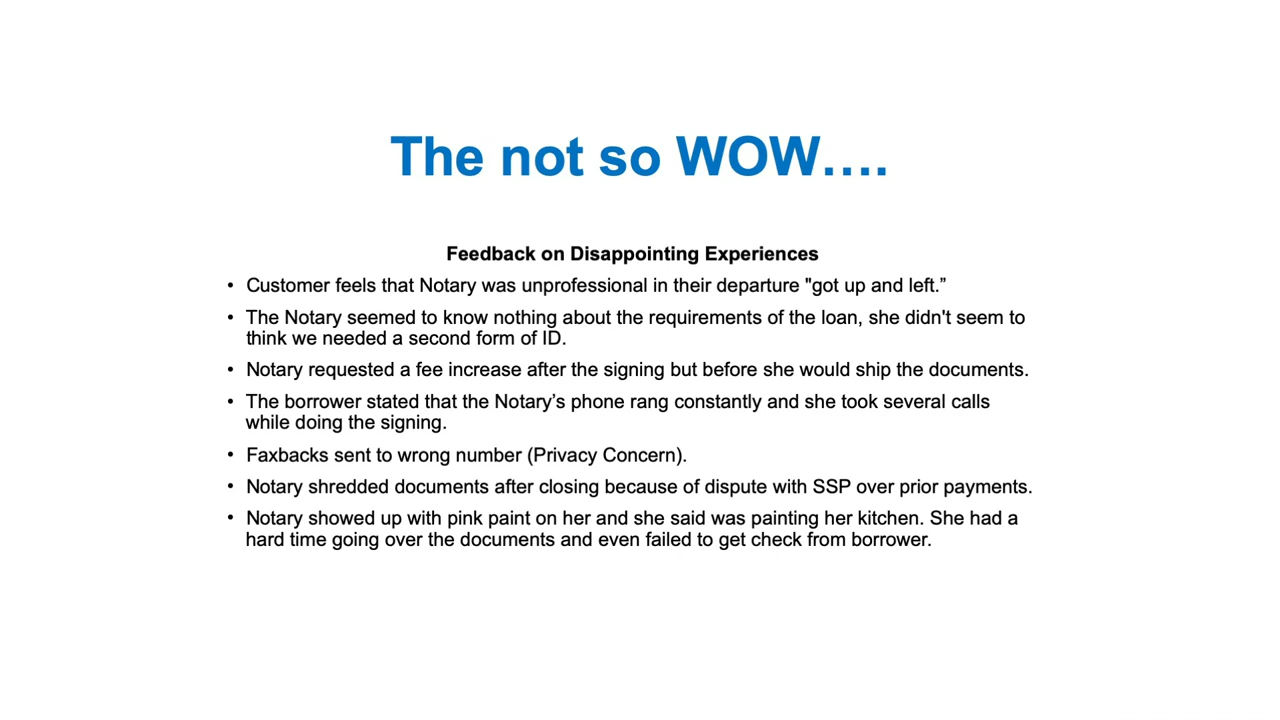 The not so WOW….
Feedback on Disappointing Experiences
• Customer feels that Notary was unprofessional in their departure "got up and left.”
• The Notary seemed to know nothing about the requirements of the loan, she didn't seem to
think we needed a second form of ID.
• Notary requested a fee increase after the signing but before she would ship the documents.
• The borrower stated that the Notary’s phone rang constantly and she took several calls
while doing the signing.
• Faxbacks sent to wrong number (Privacy Concern).
• Notary shredded documents after closing because of dispute with SSP over prior payments.
• Notary showed up with pink paint on her and she said was painting her kitchen. She had a
hard time going over the documents and even failed to get check from borrower.